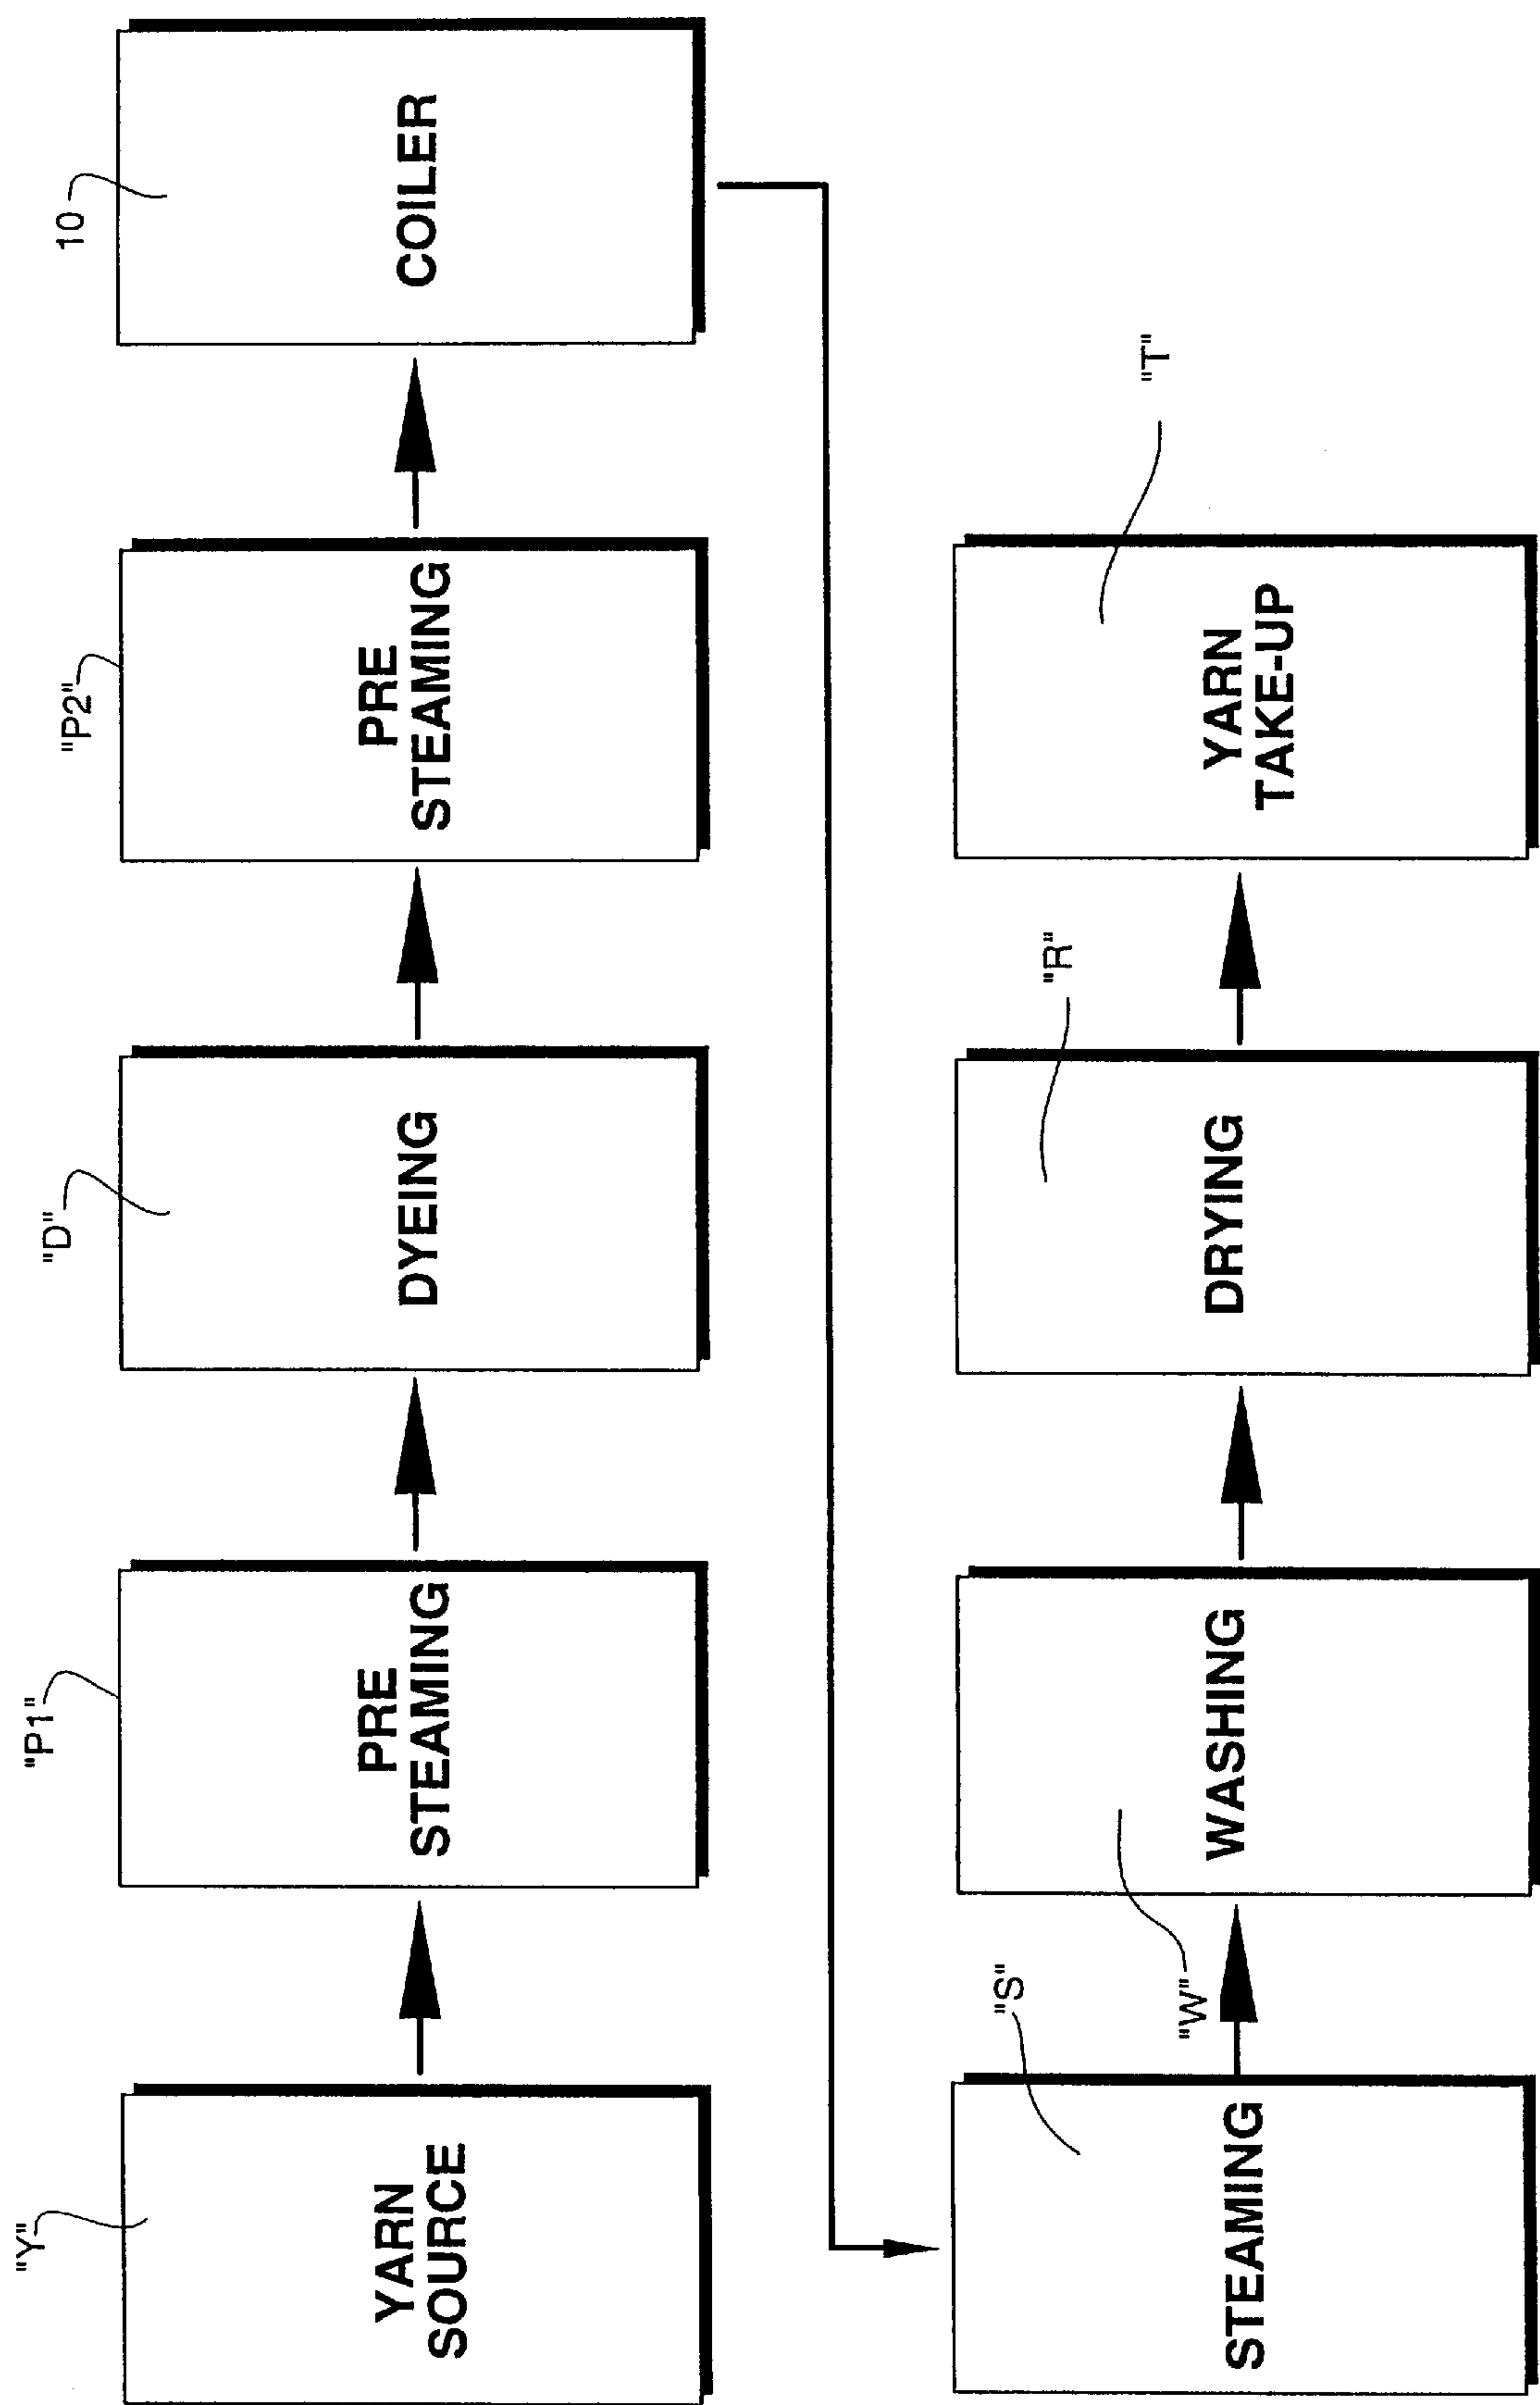 "Y"
YARN
SOURCE
"P1"
PRE
STEAMING
"D"
DYEING
"P2"
PRE
STEAMING
10
COILER
"S"
STEAMING
"W"
WASHING
"R"
DRYING
"T"
YARN
TAKE-UP